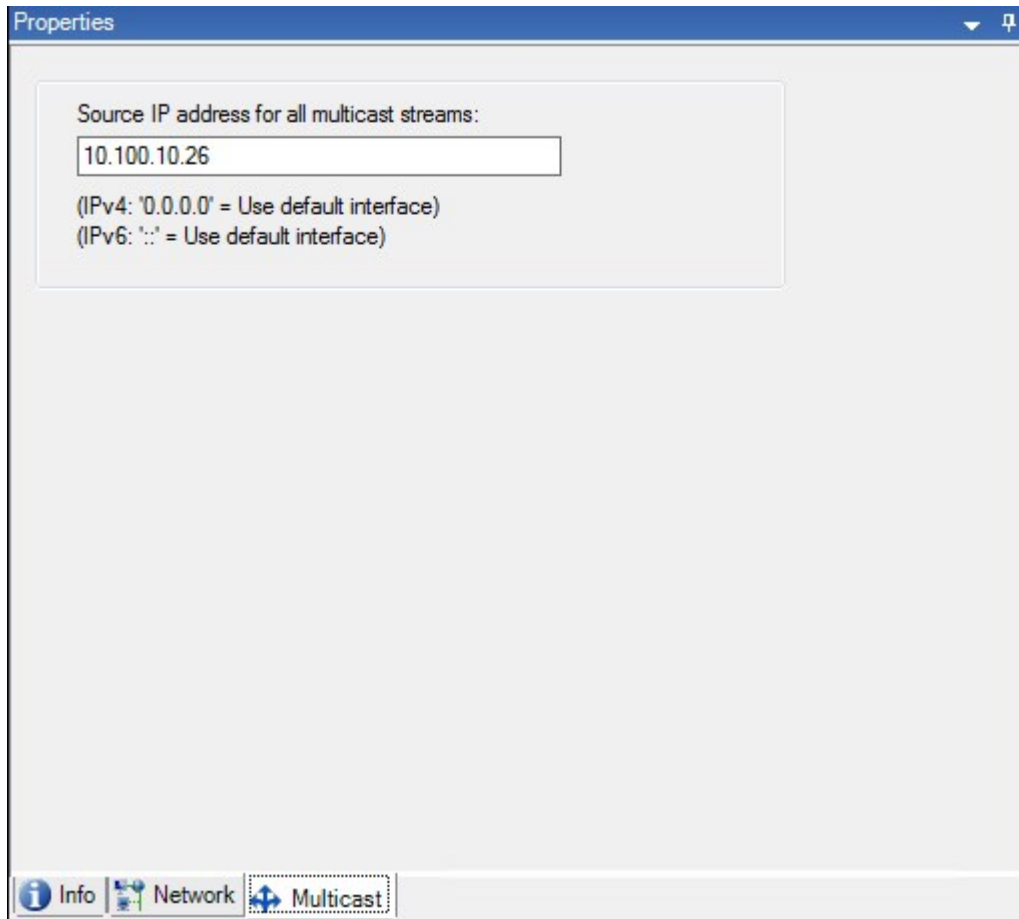 Properties
Source IP address for all multicast streams:
10.100.10.26
(IPv4: '0.0.0.0' = Use default interface)
(IPv6: '::' = Use default interface)
Info Network Multicast